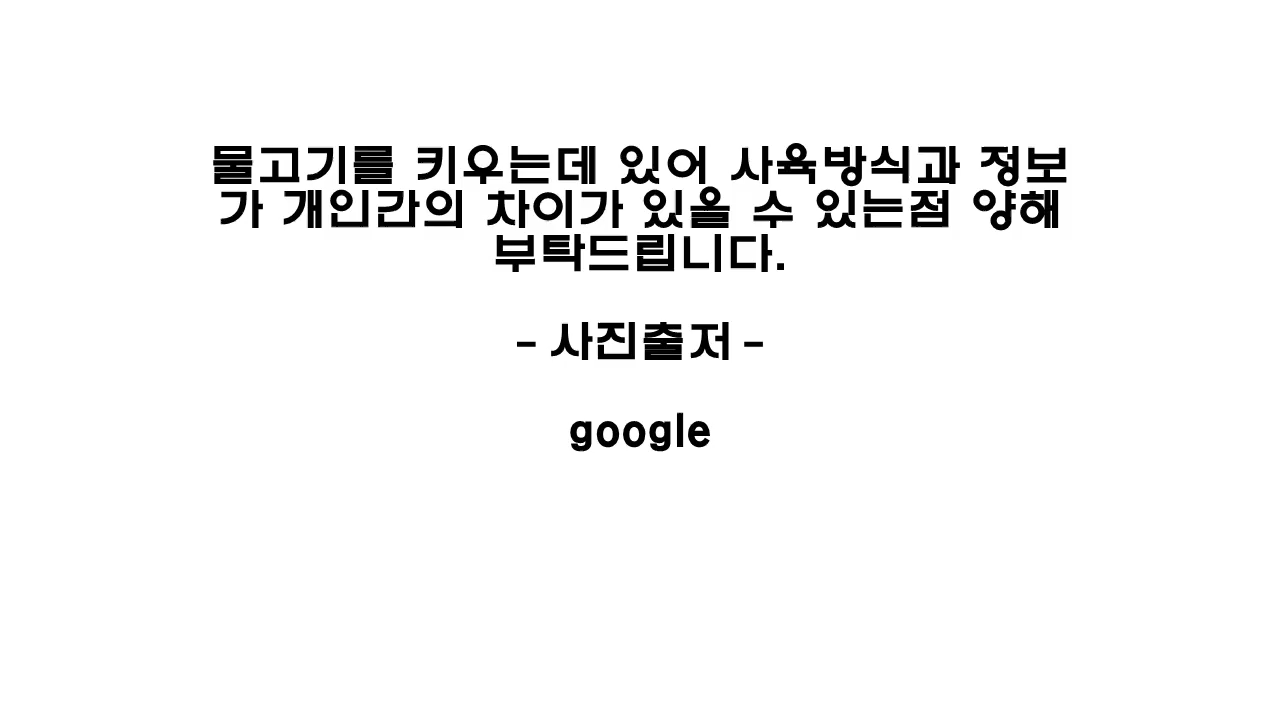 물고기를 키우는데 있어 사육방식과 정보
가 개인간의 차이가 있을 수 있는점 양해
부탁드립니다.
- 사진출저 -
google